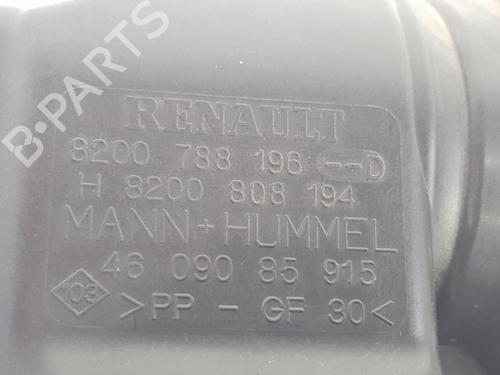 B-PARTS
RENAULT
8200 788 196 --D
H 8200 808 194
MANN+HUMMEL
46 090 85 915
103 >PP - GF 30<